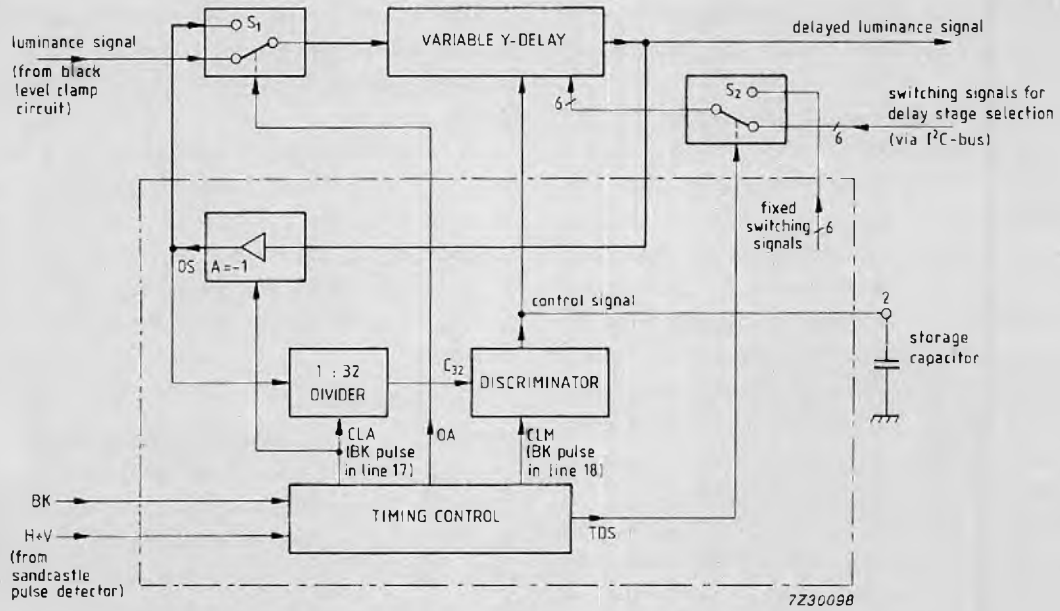 luminance signal
(from black
level clamp
circuit)
S1
VARIABLE Y-DELAY
delayed luminance signal
6
S2
6
switching signals for
delay stage selection
(via I²C-bus)
fixed
switching
signals
6
OS
A=-1
control signal
2
storage
capacitor
1 : 32
DIVIDER
C32
DISCRIMINATOR
CLA
(BK pulse
in line 17)
OA
CLM
(BK pulse
in line 18)
BK
H+V
(from
sandcastle
pulse detector)
TIMING CONTROL
TDS
7Z30098